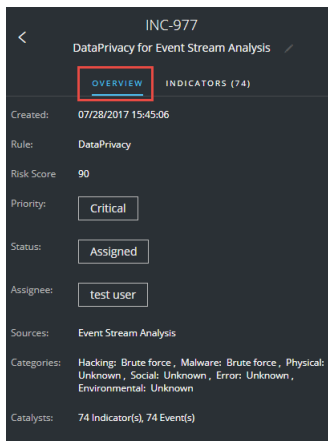 INC-977
DataPrivacy for Event Stream Analysis
OVERVIEW INDICATORS (74)
Created: 07/28/2017 15:45:06
Rule: DataPrivacy
Risk Score 90
Priority: Critical
Status: Assigned
Assignee: test user
Sources: Event Stream Analysis
Categories: Hacking: Brute force , Malware: Brute force , Physical:
Unknown , Social: Unknown , Error: Unknown ,
Environmental: Unknown
Catalysts: 74 Indicator(s), 74 Event(s)